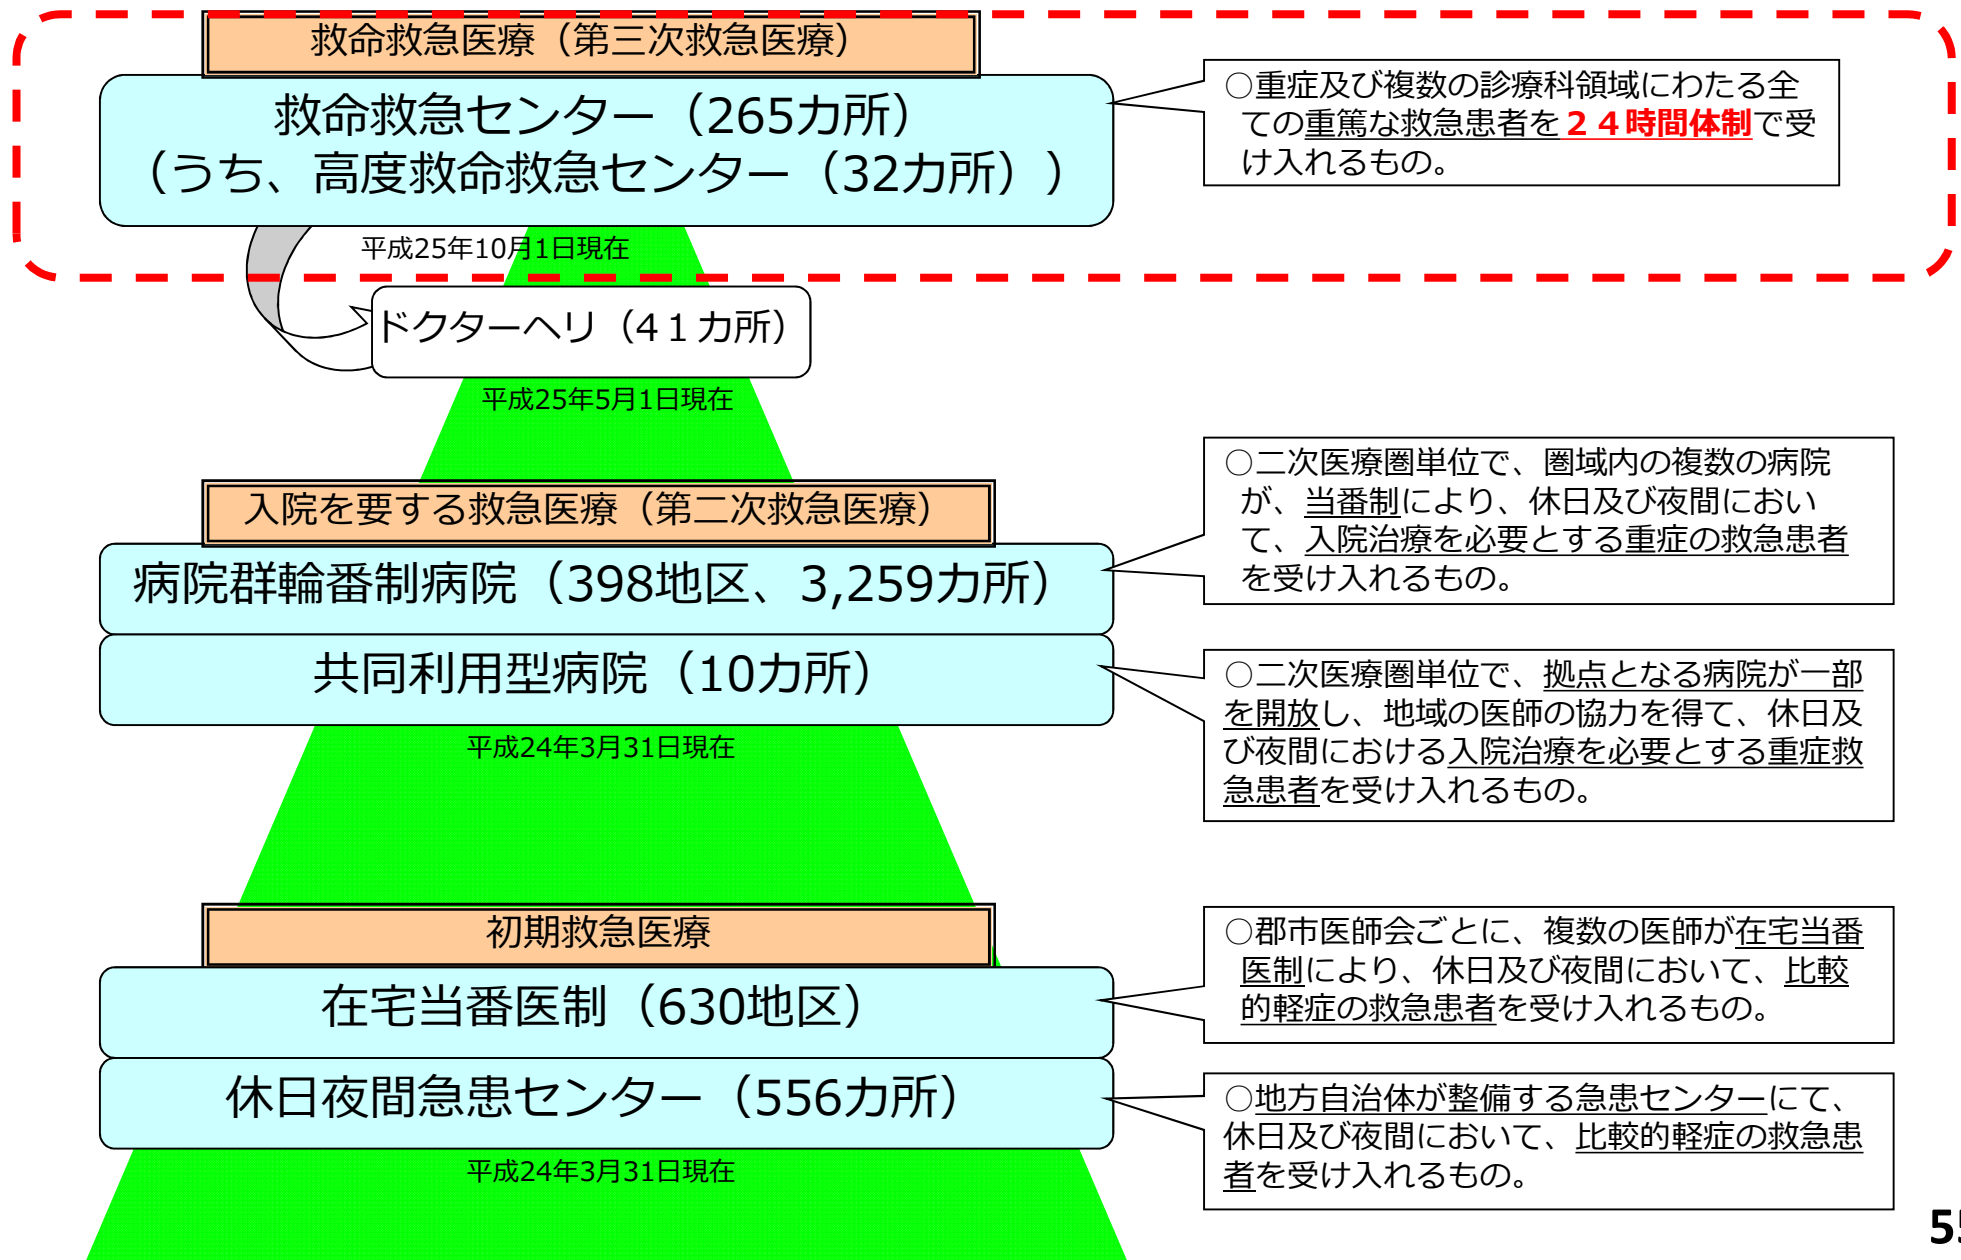 救命救急医療（第三次救急医療）
救命救急センター（265カ所）
（うち、高度救命救急センター（32カ所））
平成25年10月1日現在
○重症及び複数の診療科領域にわたる全
ての重篤な救急患者を２４時間体制で受
け入れるもの。
ドクターヘリ（4１カ所）
平成25年5月1日現在
入院を要する救急医療（第二次救急医療）
病院群輪番制病院（398地区、3,259カ所）
○二次医療圏単位で、圏域内の複数の病院
が、当番制により、休日及び夜間におい
て、入院治療を必要とする重症の救急患者
を受け入れるもの。
共同利用型病院（10カ所）
平成24年3月31日現在
○二次医療圏単位で、拠点となる病院が一部
を開放し、地域の医師の協力を得て、休日及
び夜間における入院治療を必要とする重症救
急患者を受け入れるもの。
初期救急医療
在宅当番医制（630地区）
○郡市医師会ごとに、複数の医師が在宅当番
医制により、休日及び夜間において、比較
的軽症の救急患者を受け入れるもの。
休日夜間急患センター（556カ所）
平成24年3月31日現在
○地方自治体が整備する急患センターにて、
休日及び夜間において、比較的軽症の救急患
者を受け入れるもの。
55